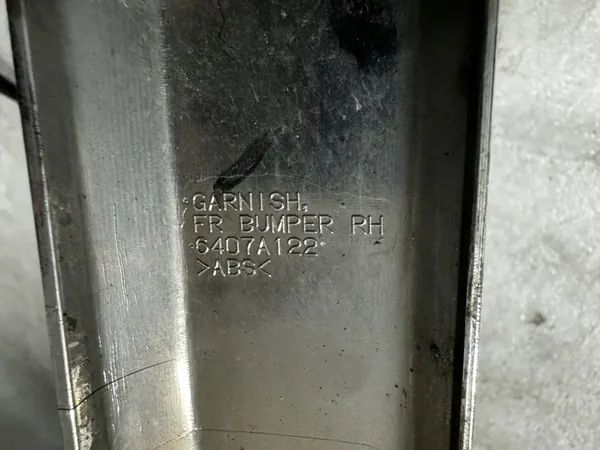 GARNISH,
FR BUMPER RH
6407A122
>ABS<